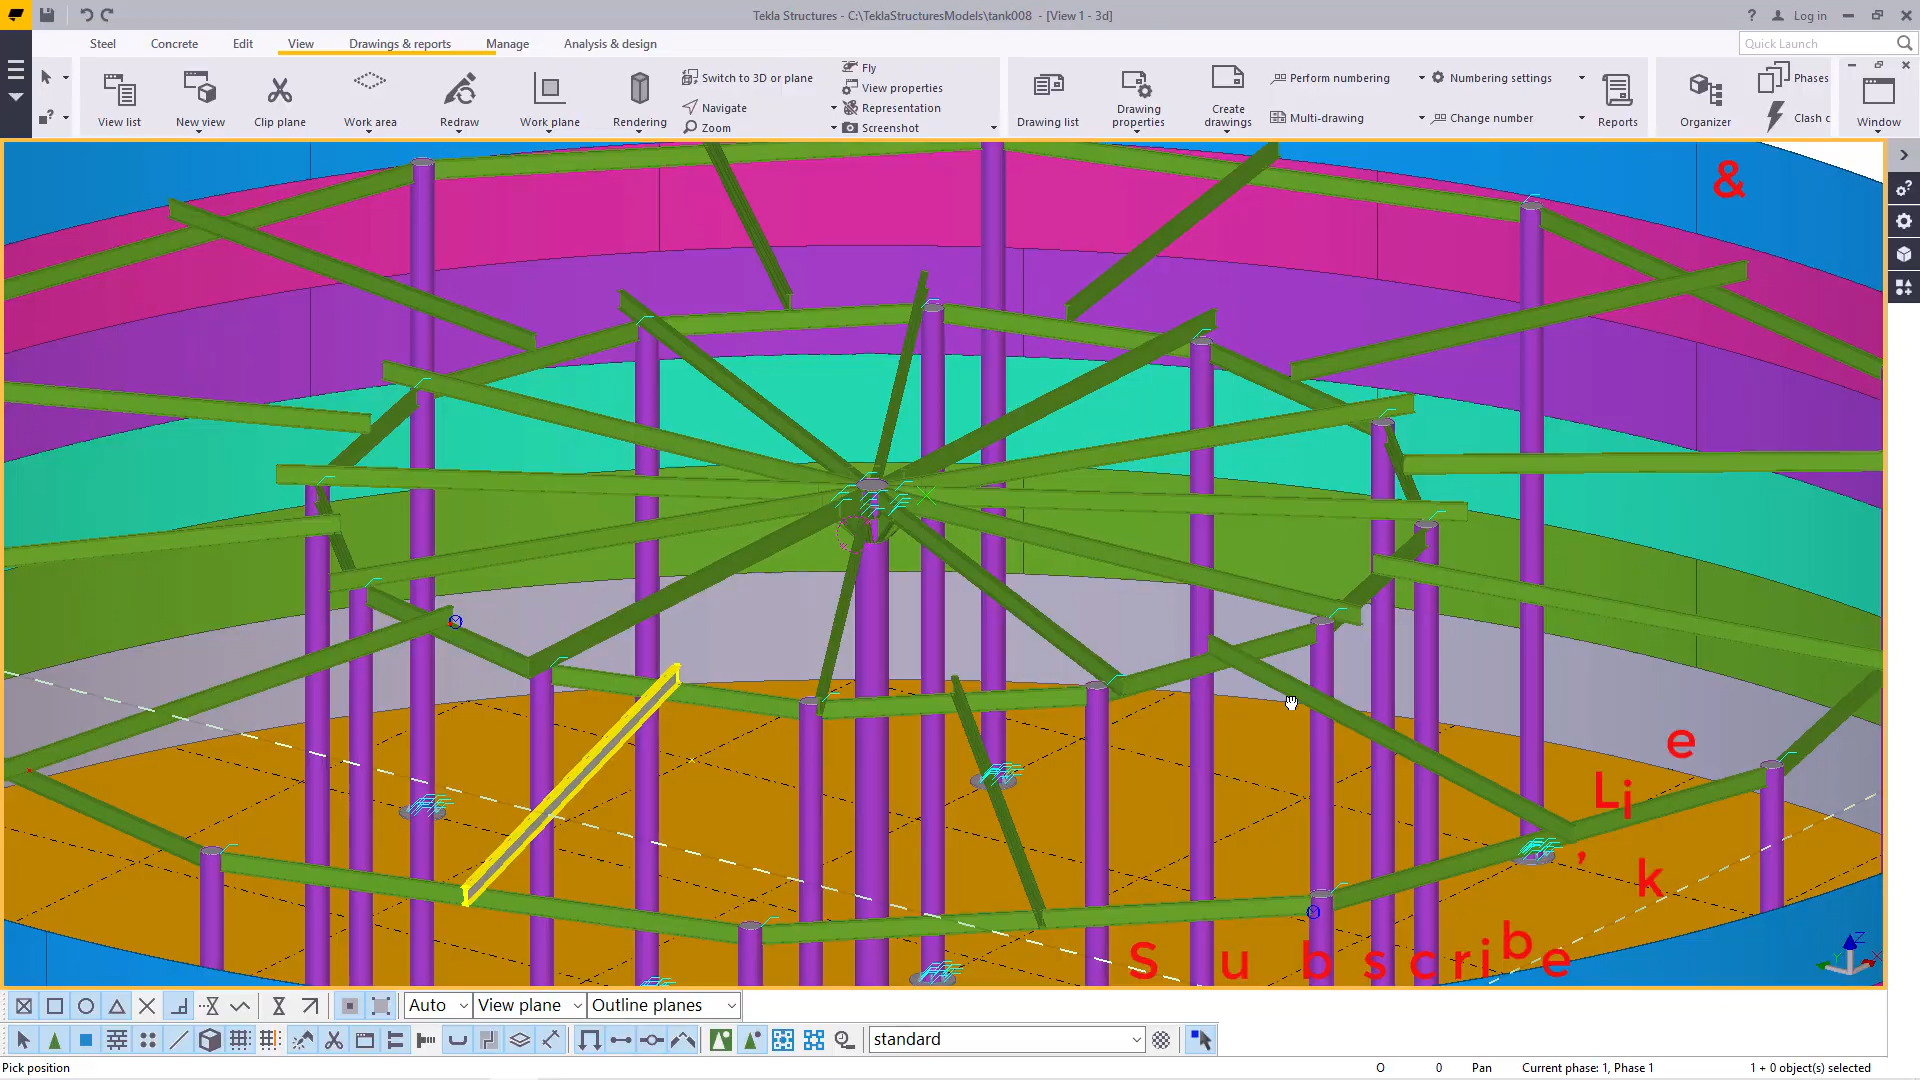 Tekla Structures - C:\TeklaStructuresModels\tank008 - [View 1 - 3d]
? Log in
Steel Concrete Edit View Drawings & reports Manage Analysis & design
Quick Launch
View list
New view
Clip plane
Work area
Redraw
Work plane
Rendering
Switch to 3D or plane
Navigate
Zoom
Fly
View properties
Representation
Screenshot
Drawing list
Drawing properties
Create drawings
Perform numbering
Multi-drawing
Numbering settings
Change number
Reports
Organizer
Phases
Clash c
Window
&
e
Li
,
k
S u b s c r i b e
Z
Auto View plane Outline planes
standard
Pick position
O 0 Pan Current phase: 1, Phase 1 1 + 0 object(s) selected